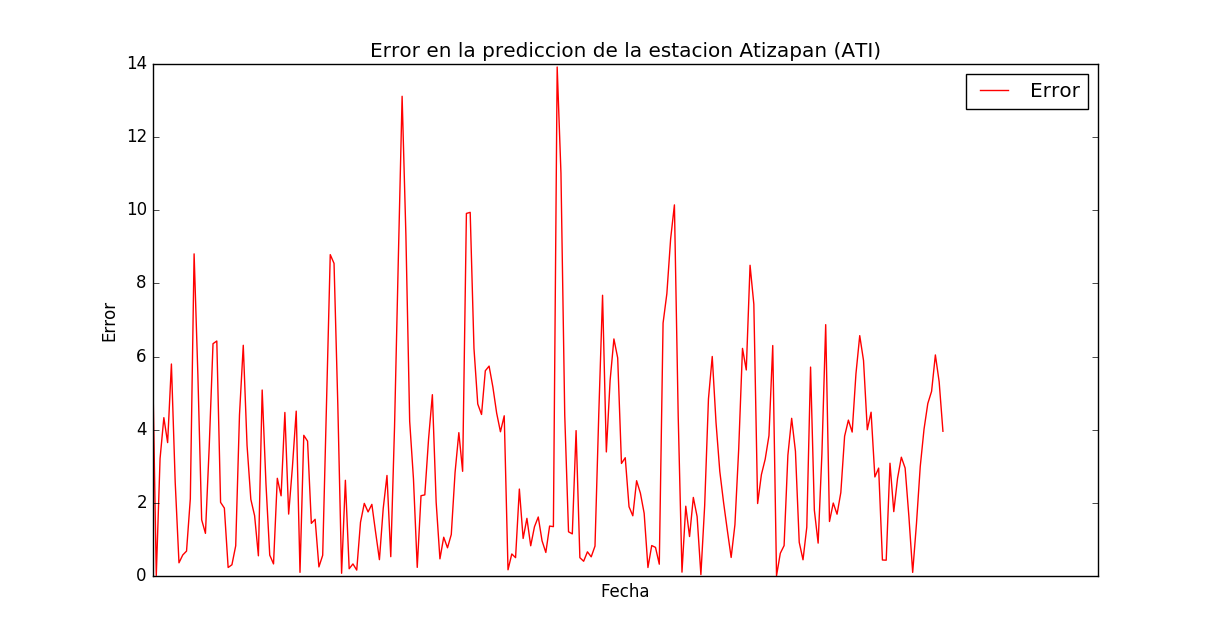 Error en la prediccion de la estacion Atizapan (ATI)
Error
14
12
10
8
6
4
2
0
Error
Fecha